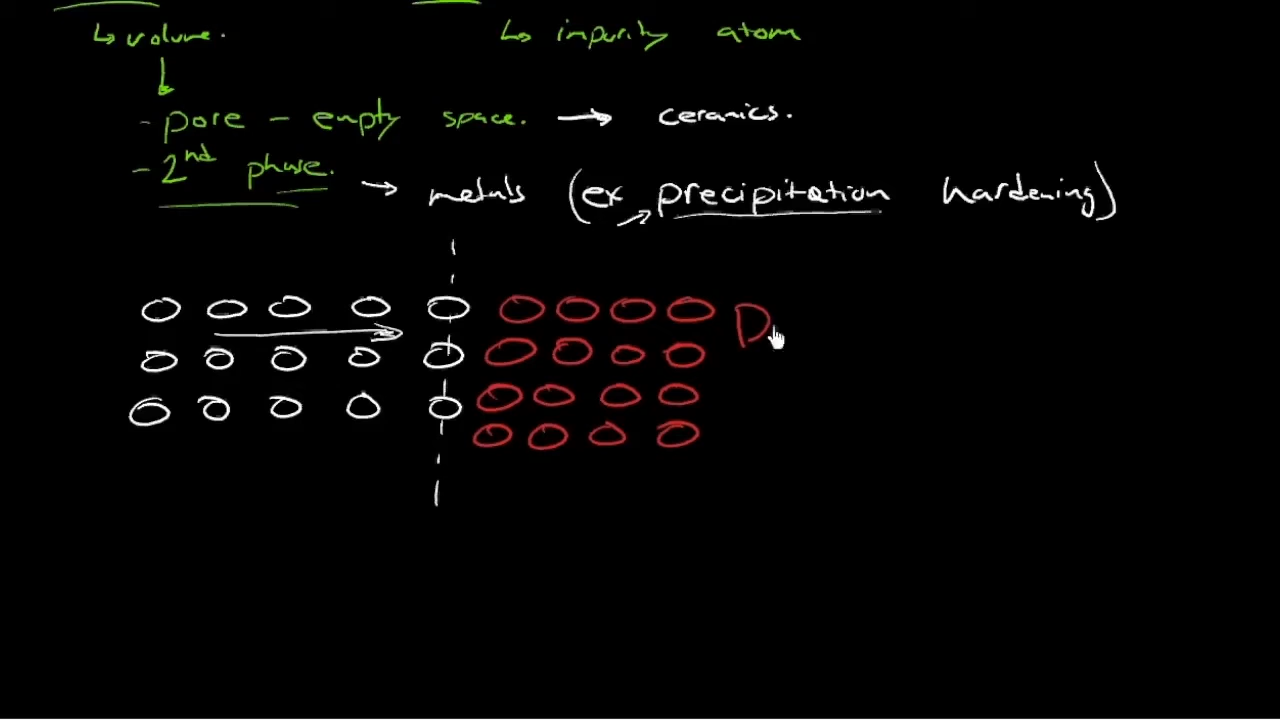 ↳ volume.
↳ impurity atom
- pore - empty space. → ceramics.
- 2nd phase. → metals (ex precipitation hardening)
D